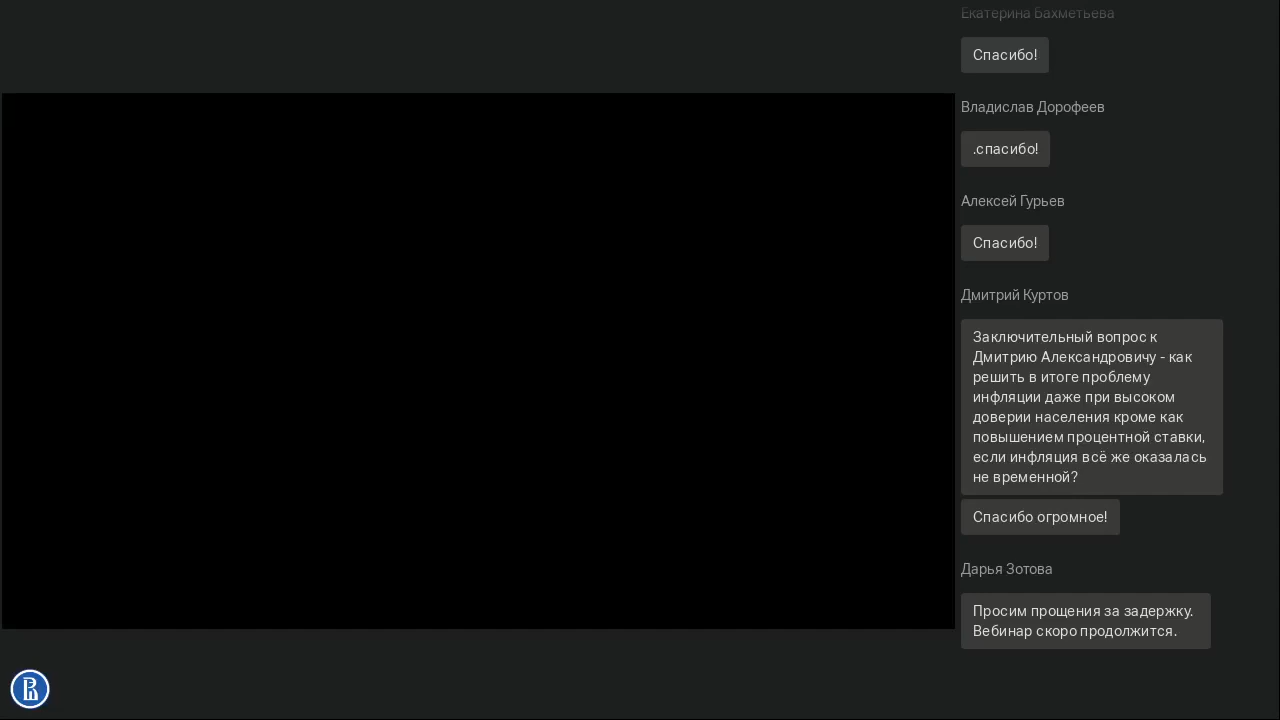 Екатерина Бахметьева
Спасибо!
Владислав Дорофеев
.спасибо!
Алексей Гурьев
Спасибо!
Дмитрий Куртов
Заключительный вопрос к
Дмитрию Александровичу - как
решить в итоге проблему
инфляции даже при высоком
доверии населения кроме как
повышением процентной ставки,
если инфляция всё же оказалась
не временной?
Спасибо огромное!
Дарья Зотова
Просим прощения за задержку.
Вебинар скоро продолжится.